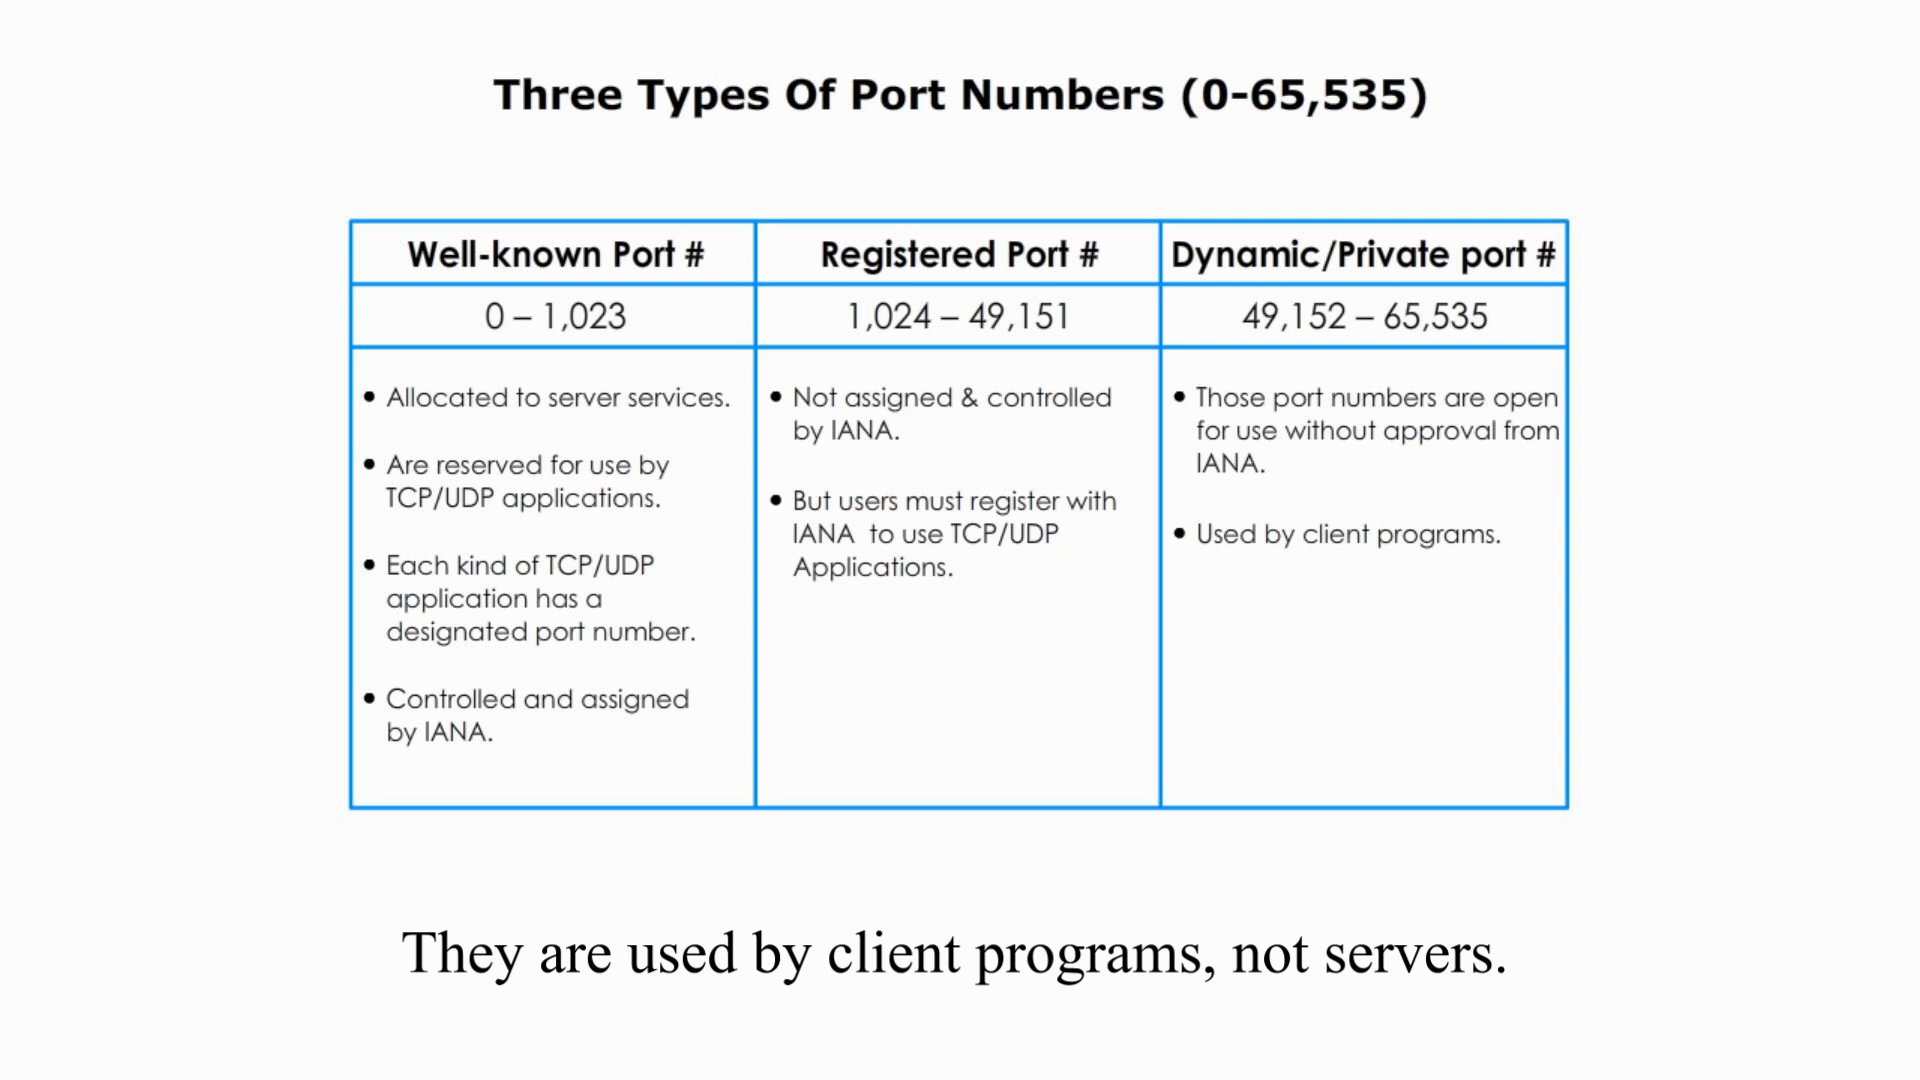 Three Types Of Port Numbers (0-65,535)
Well-known Port #
Registered Port #
Dynamic/Private port #
0 – 1,023
1,024 – 49,151
49,152 – 65,535
• Allocated to server services.
• Are reserved for use by
TCP/UDP applications.
• Each kind of TCP/UDP
application has a
designated port number.
• Controlled and assigned
by IANA.
• Not assigned & controlled
by IANA.
• But users must register with
IANA to use TCP/UDP
Applications.
• Those port numbers are open
for use without approval from
IANA.
• Used by client programs.
They are used by client programs, not servers.